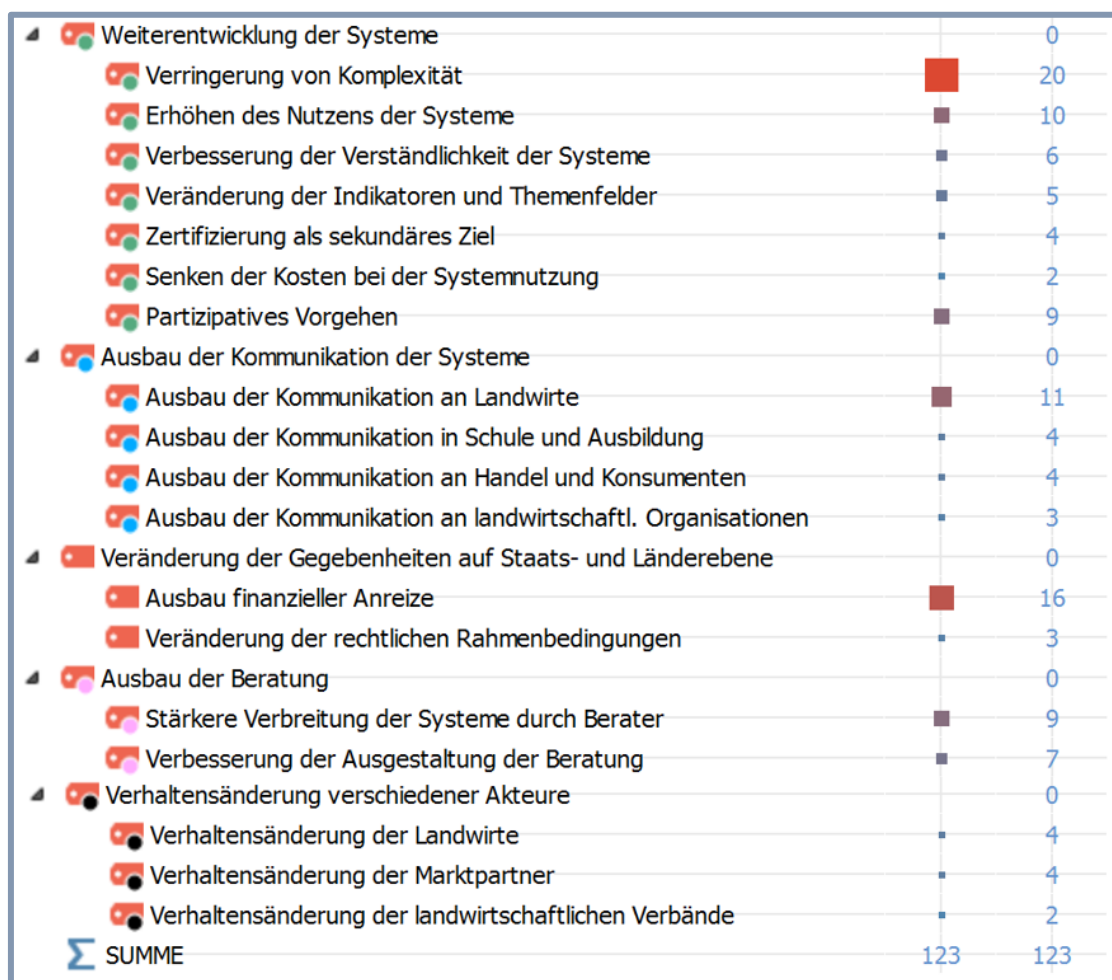 Weiterentwicklung der Systeme 0
Verringerung von Komplexität 20
Erhöhen des Nutzens der Systeme 10
Verbesserung der Verständlichkeit der Systeme 6
Veränderung der Indikatoren und Themenfelder 5
Zertifizierung als sekundäres Ziel 4
Senken der Kosten bei der Systemnutzung 2
Partizipatives Vorgehen 9
Ausbau der Kommunikation der Systeme 0
Ausbau der Kommunikation an Landwirte 11
Ausbau der Kommunikation in Schule und Ausbildung 4
Ausbau der Kommunikation an Handel und Konsumenten 4
Ausbau der Kommunikation an landwirtschaftl. Organisationen 3
Veränderung der Gegebenheiten auf Staats- und Länderebene 0
Ausbau finanzieller Anreize 16
Veränderung der rechtlichen Rahmenbedingungen 3
Ausbau der Beratung 0
Stärkere Verbreitung der Systeme durch Berater 9
Verbesserung der Ausgestaltung der Beratung 7
Verhaltensänderung verschiedener Akteure 0
Verhaltensänderung der Landwirte 4
Verhaltensänderung der Marktpartner 4
Verhaltensänderung der landwirtschaftlichen Verbände 2
Σ SUMME 123 123